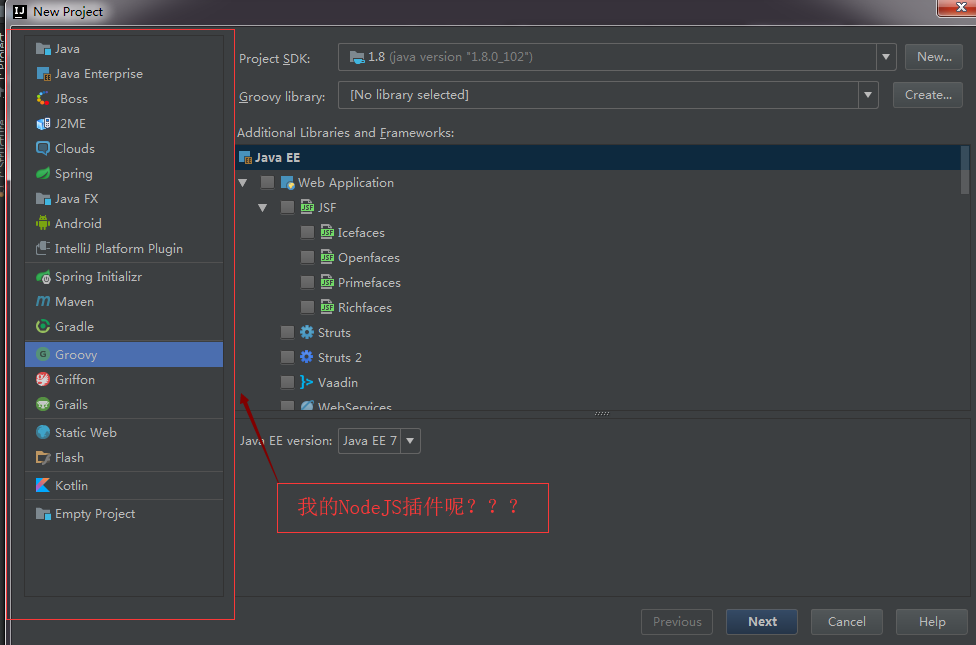 New Project
Java
Java Enterprise
JBoss
J2ME
Clouds
Spring
Java FX
Android
IntelliJ Platform Plugin
Spring Initializr
Maven
Gradle
Groovy
Griffon
Grails
Static Web
Flash
Kotlin
Empty Project
Project SDK:
1.8 (java version "1.8.0_102")
New...
Groovy library:
[No library selected]
Create...
Additional Libraries and Frameworks:
Java EE
Web Application
JSF
Icefaces
Openfaces
Primefaces
Richfaces
Struts
Struts 2
Vaadin
WebServices
Java EE version:
Java EE 7
我的NodeJS插件呢？？？
Previous
Next
Cancel
Help